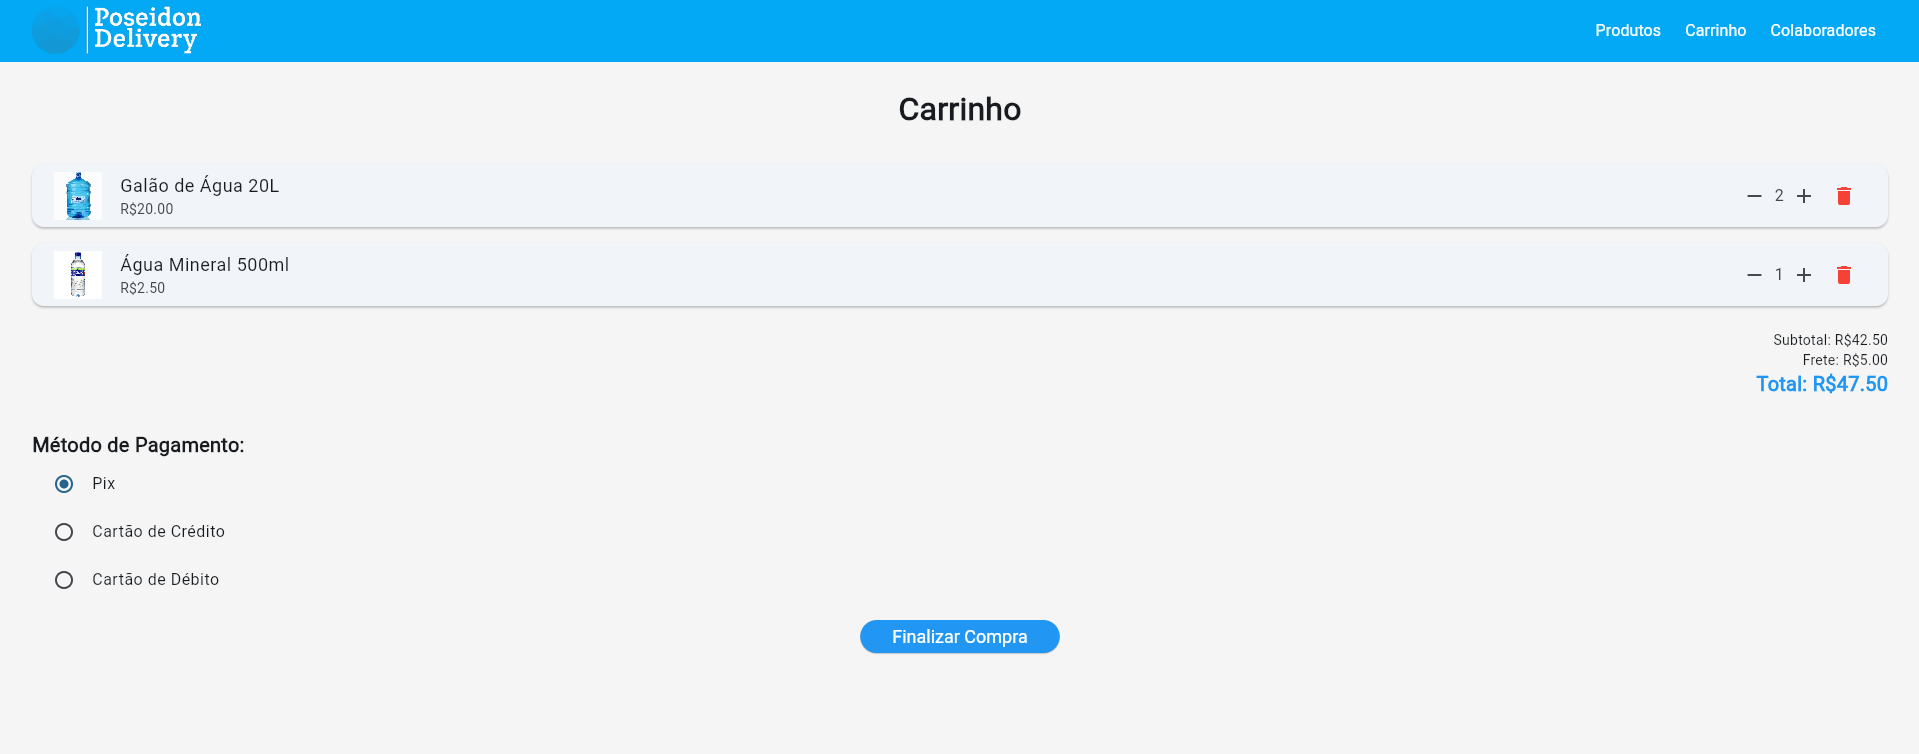 Poseidon
Delivery
Produtos Carrinho Colaboradores
Carrinho
Galão de Água 20L
R$20.00
2
Água Mineral 500ml
R$2.50
1
Subtotal: R$42.50
Frete: R$5.00
Total: R$47.50
Método de Pagamento:
Pix
Cartão de Crédito
Cartão de Débito
Finalizar Compra